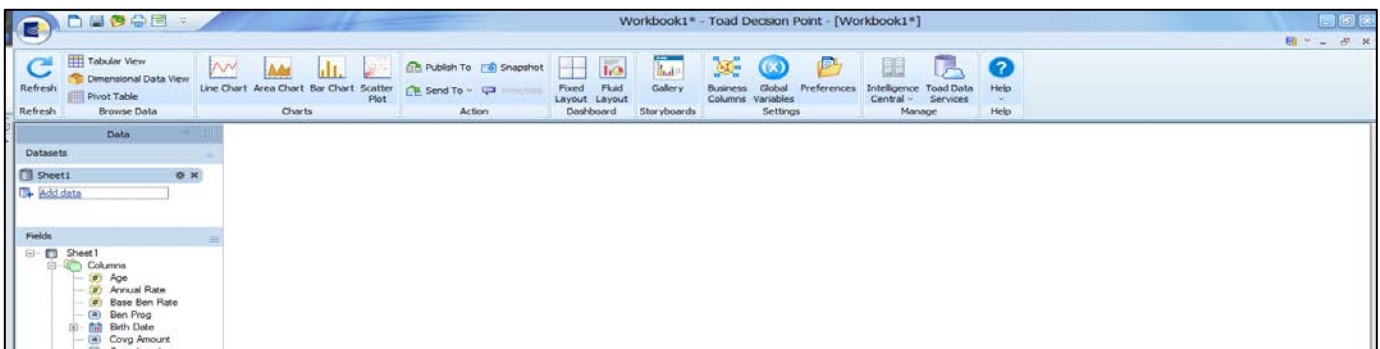 Workbook1* - Toad Decision Point - [Workbook1*]
Refresh
Tabular View
Dimensional Data View
Pivot Table
Line Chart Area Chart Bar Chart Scatter Plot
Publish To Snapshot
Send To
Fixed Layout Fluid Layout
Gallery
Business Columns Global Variables Preferences
Intelligence Central Toad Data Services
Help
Refresh Browse Data Charts Action Dashboard Storyboards Settings Manage Help
Data
Datasets
Sheet1
Add data
Fields
Sheet1
Columns
Age
Annual Rate
Base Ben Rate
Ben Prog
Birth Date
Covg Amount